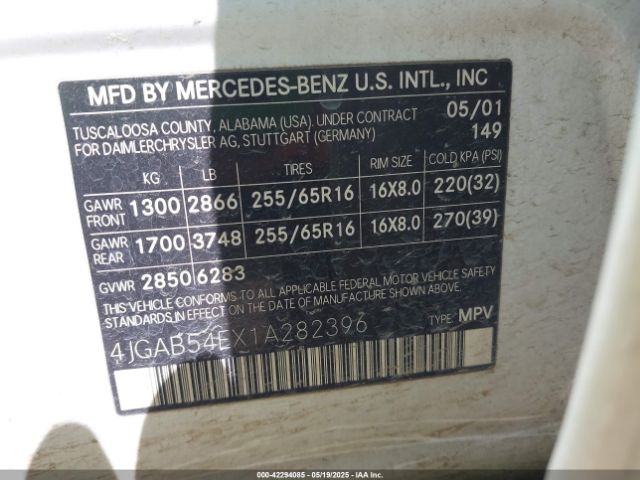 MFD BY MERCEDES-BENZ U.S. INTL., INC
TUSCALOOSA COUNTY, ALABAMA (USA). UNDER CONTRACT 05/01
FOR DAIMLERCHRYSLER AG, STUTTGART (GERMANY) 149
KG LB TIRES RIM SIZE COLD KPA (PSI)
GAWR FRONT 1300 2866 255/65R16 16X8.0 220(32)
GAWR REAR 1700 3748 255/65R16 16X8.0 270(39)
GVWR 2850 6283
THIS VEHICLE CONFORMS TO ALL APPLICABLE FEDERAL MOTOR VEHICLE SAFETY
STANDARDS IN EFFECT ON THE DATE OF MANUFACTURE SHOWN ABOVE.
4JGAB54EX1A282396 TYPE: MPV
000-42294085 - 05/19/2025 - IAAI.COM